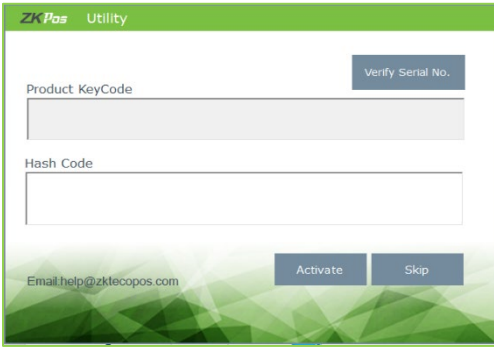 ZKPos Utility
Verify Serial No.
Product KeyCode
Hash Code
Activate Skip
Email:help@zktecopos.com